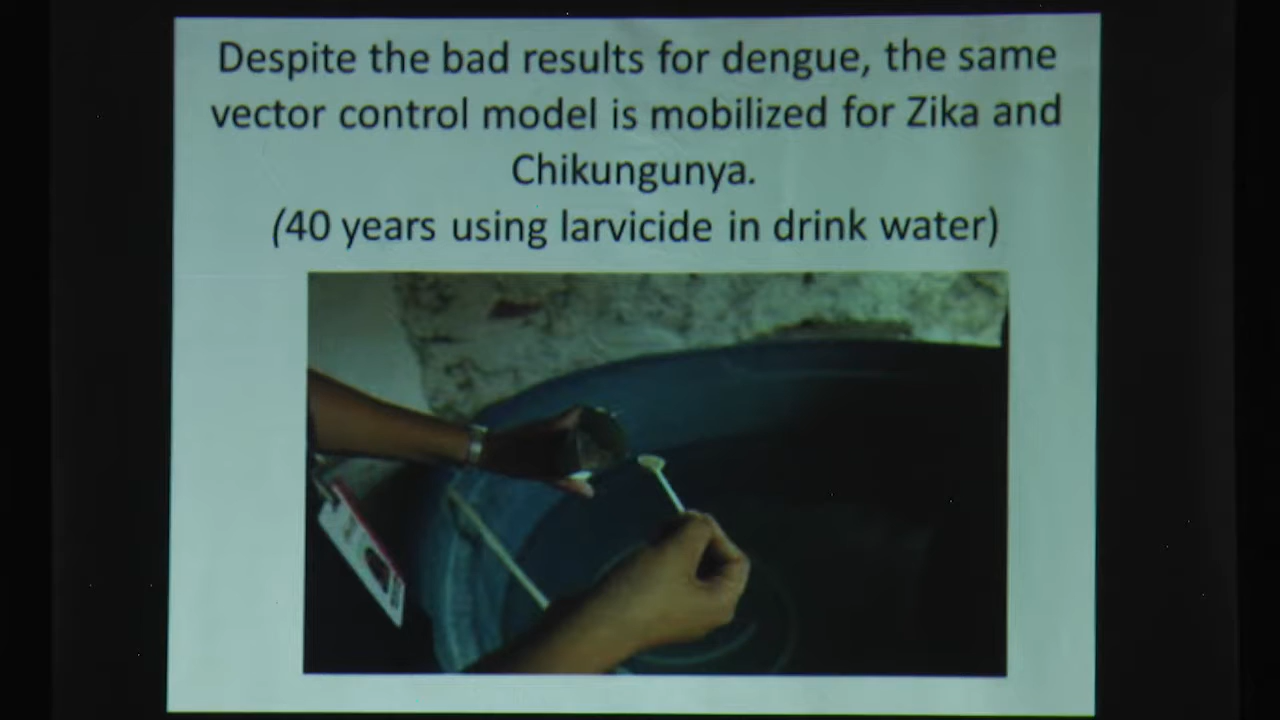 Despite the bad results for dengue, the same
vector control model is mobilized for Zika and
Chikungunya.
(40 years using larvicide in drink water)